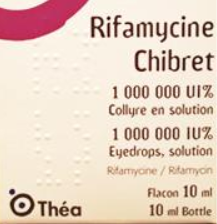 Rifamycine
Chibret
1 000 000 UI%
Collyre en solution
1 000 000 IU%
Eyedrops, solution
Rifamycine / Rifamycin
Flacon 10 ml
10 ml Bottle
Théa